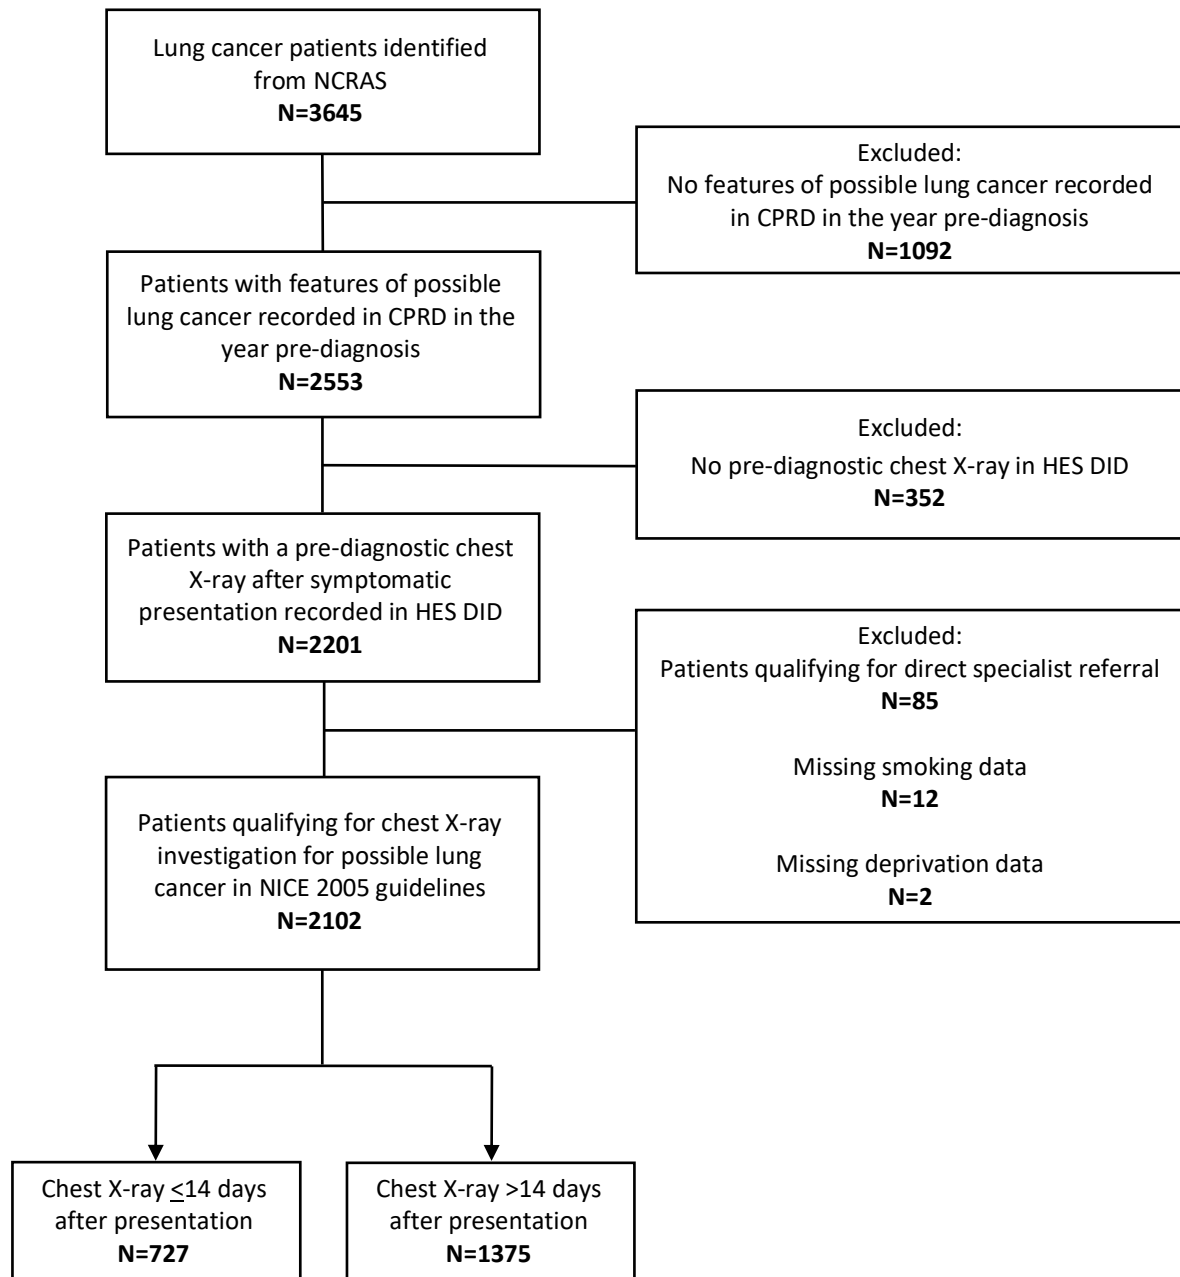 Lung cancer patients identified
from NCRAS
N=3645
Excluded:
No features of possible lung cancer recorded
in CPRD in the year pre-diagnosis
N=1092
Patients with features of possible
lung cancer recorded in CPRD in the
year pre-diagnosis
N=2553
Excluded:
No pre-diagnostic chest X-ray in HES DID
N=352
Patients with a pre-diagnostic chest
X-ray after symptomatic
presentation recorded in HES DID
N=2201
Excluded:
Patients qualifying for direct specialist referral
N=85
Missing smoking data
N=12
Missing deprivation data
N=2
Patients qualifying for chest X-ray
investigation for possible lung
cancer in NICE 2005 guidelines
N=2102
Chest X-ray ≤14 days
after presentation
N=727
Chest X-ray >14 days
after presentation
N=1375